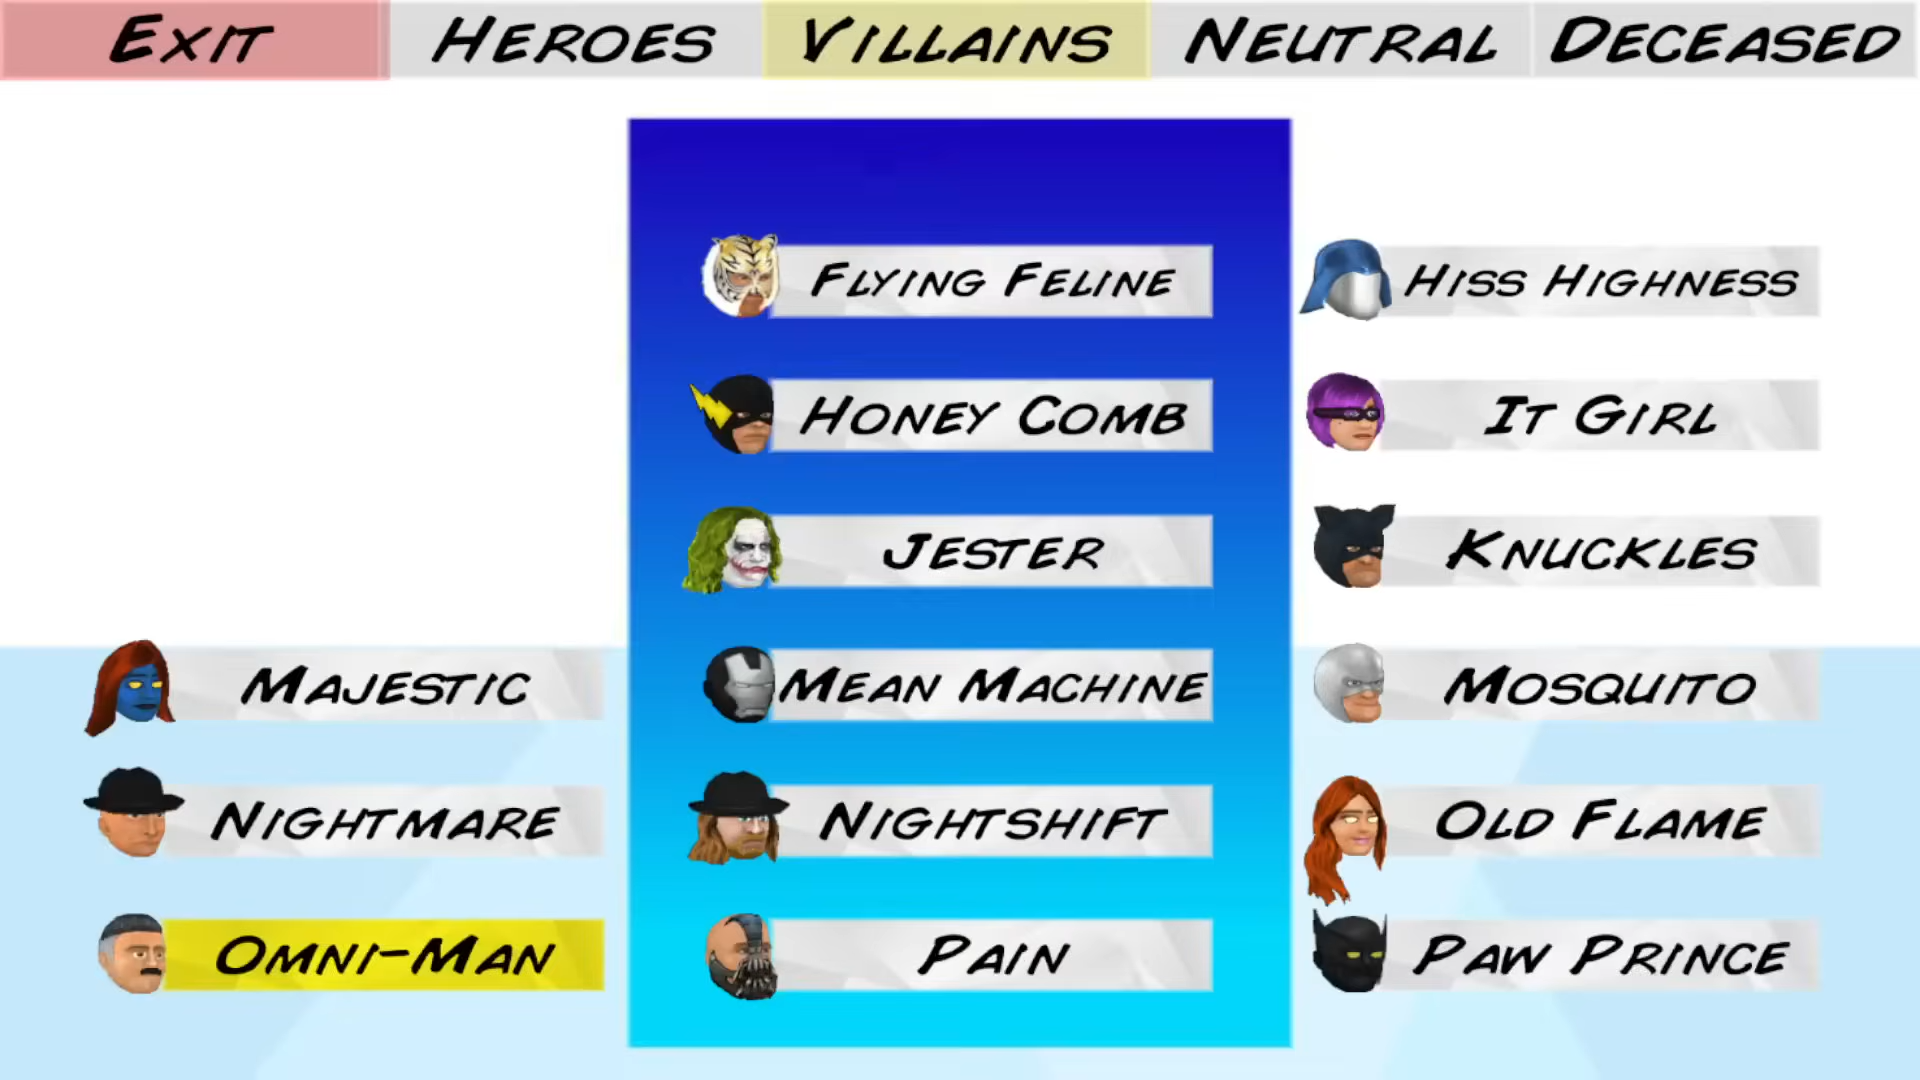 EXIT HEROES VILLAINS NEUTRAL DECEASED
FLYING FELINE HISS HIGHNESS
HONEY COMB IT GIRL
JESTER KNUCKLES
MAJESTIC MEAN MACHINE MOSQUITO
NIGHTMARE NIGHTSHIFT OLD FLAME
OMNI-MAN PAIN PAW PRINCE